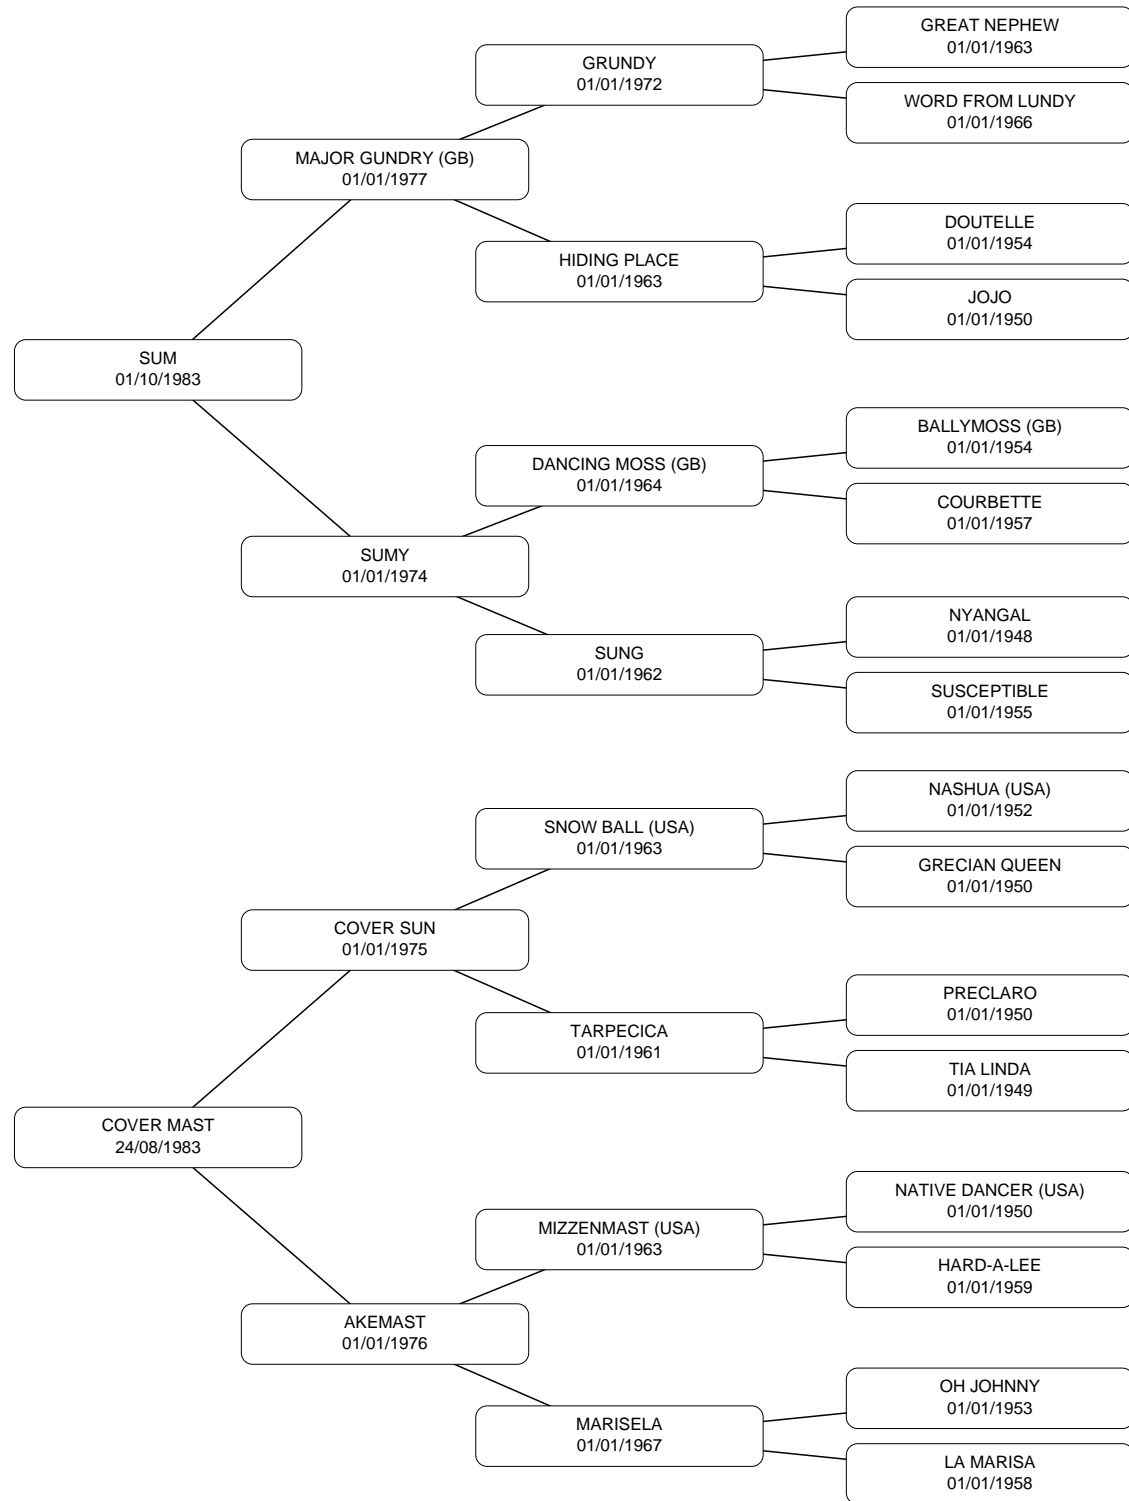 GREAT NEPHEW
01/01/1963
GRUNDY
01/01/1972
WORD FROM LUNDY
01/01/1966
MAJOR GUNDRY (GB)
01/01/1977
DOUTELLE
01/01/1954
HIDING PLACE
01/01/1963
JOJO
01/01/1950
SUM
01/10/1983
BALLYMOSS (GB)
01/01/1954
DANCING MOSS (GB)
01/01/1964
COURBETTE
01/01/1957
SUMY
01/01/1974
NYANGAL
01/01/1948
SUNG
01/01/1962
SUSCEPTIBLE
01/01/1955
NASHUA (USA)
01/01/1952
SNOW BALL (USA)
01/01/1963
GRECIAN QUEEN
01/01/1950
COVER SUN
01/01/1975
PRECLARO
01/01/1950
TARPECICA
01/01/1961
TIA LINDA
01/01/1949
COVER MAST
24/08/1983
NATIVE DANCER (USA)
01/01/1950
MIZZENMAST (USA)
01/01/1963
HARD-A-LEE
01/01/1959
AKEMAST
01/01/1976
OH JOHNNY
01/01/1953
MARISELA
01/01/1967
LA MARISA
01/01/1958